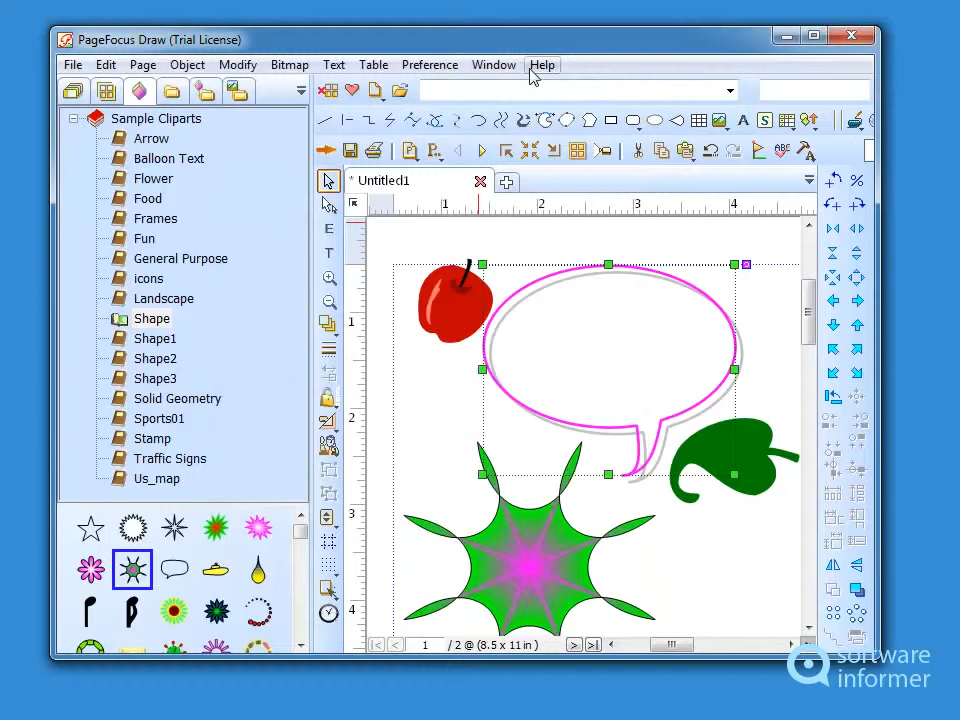 PageFocus Draw (Trial License)
File Edit Page Object Modify Bitmap Text Table Preference Window Help
Sample Cliparts
Arrow
Balloon Text
Flower
Food
Frames
Fun
General Purpose
icons
Landscape
Shape
Shape1
Shape2
Shape3
Solid Geometry
Sports01
Stamp
Traffic Signs
Us_map
* Untitled1
1 2 3 4
1
2
3
4
E
T
1 / 2 @ (8.5 x 11 in )
software
informer